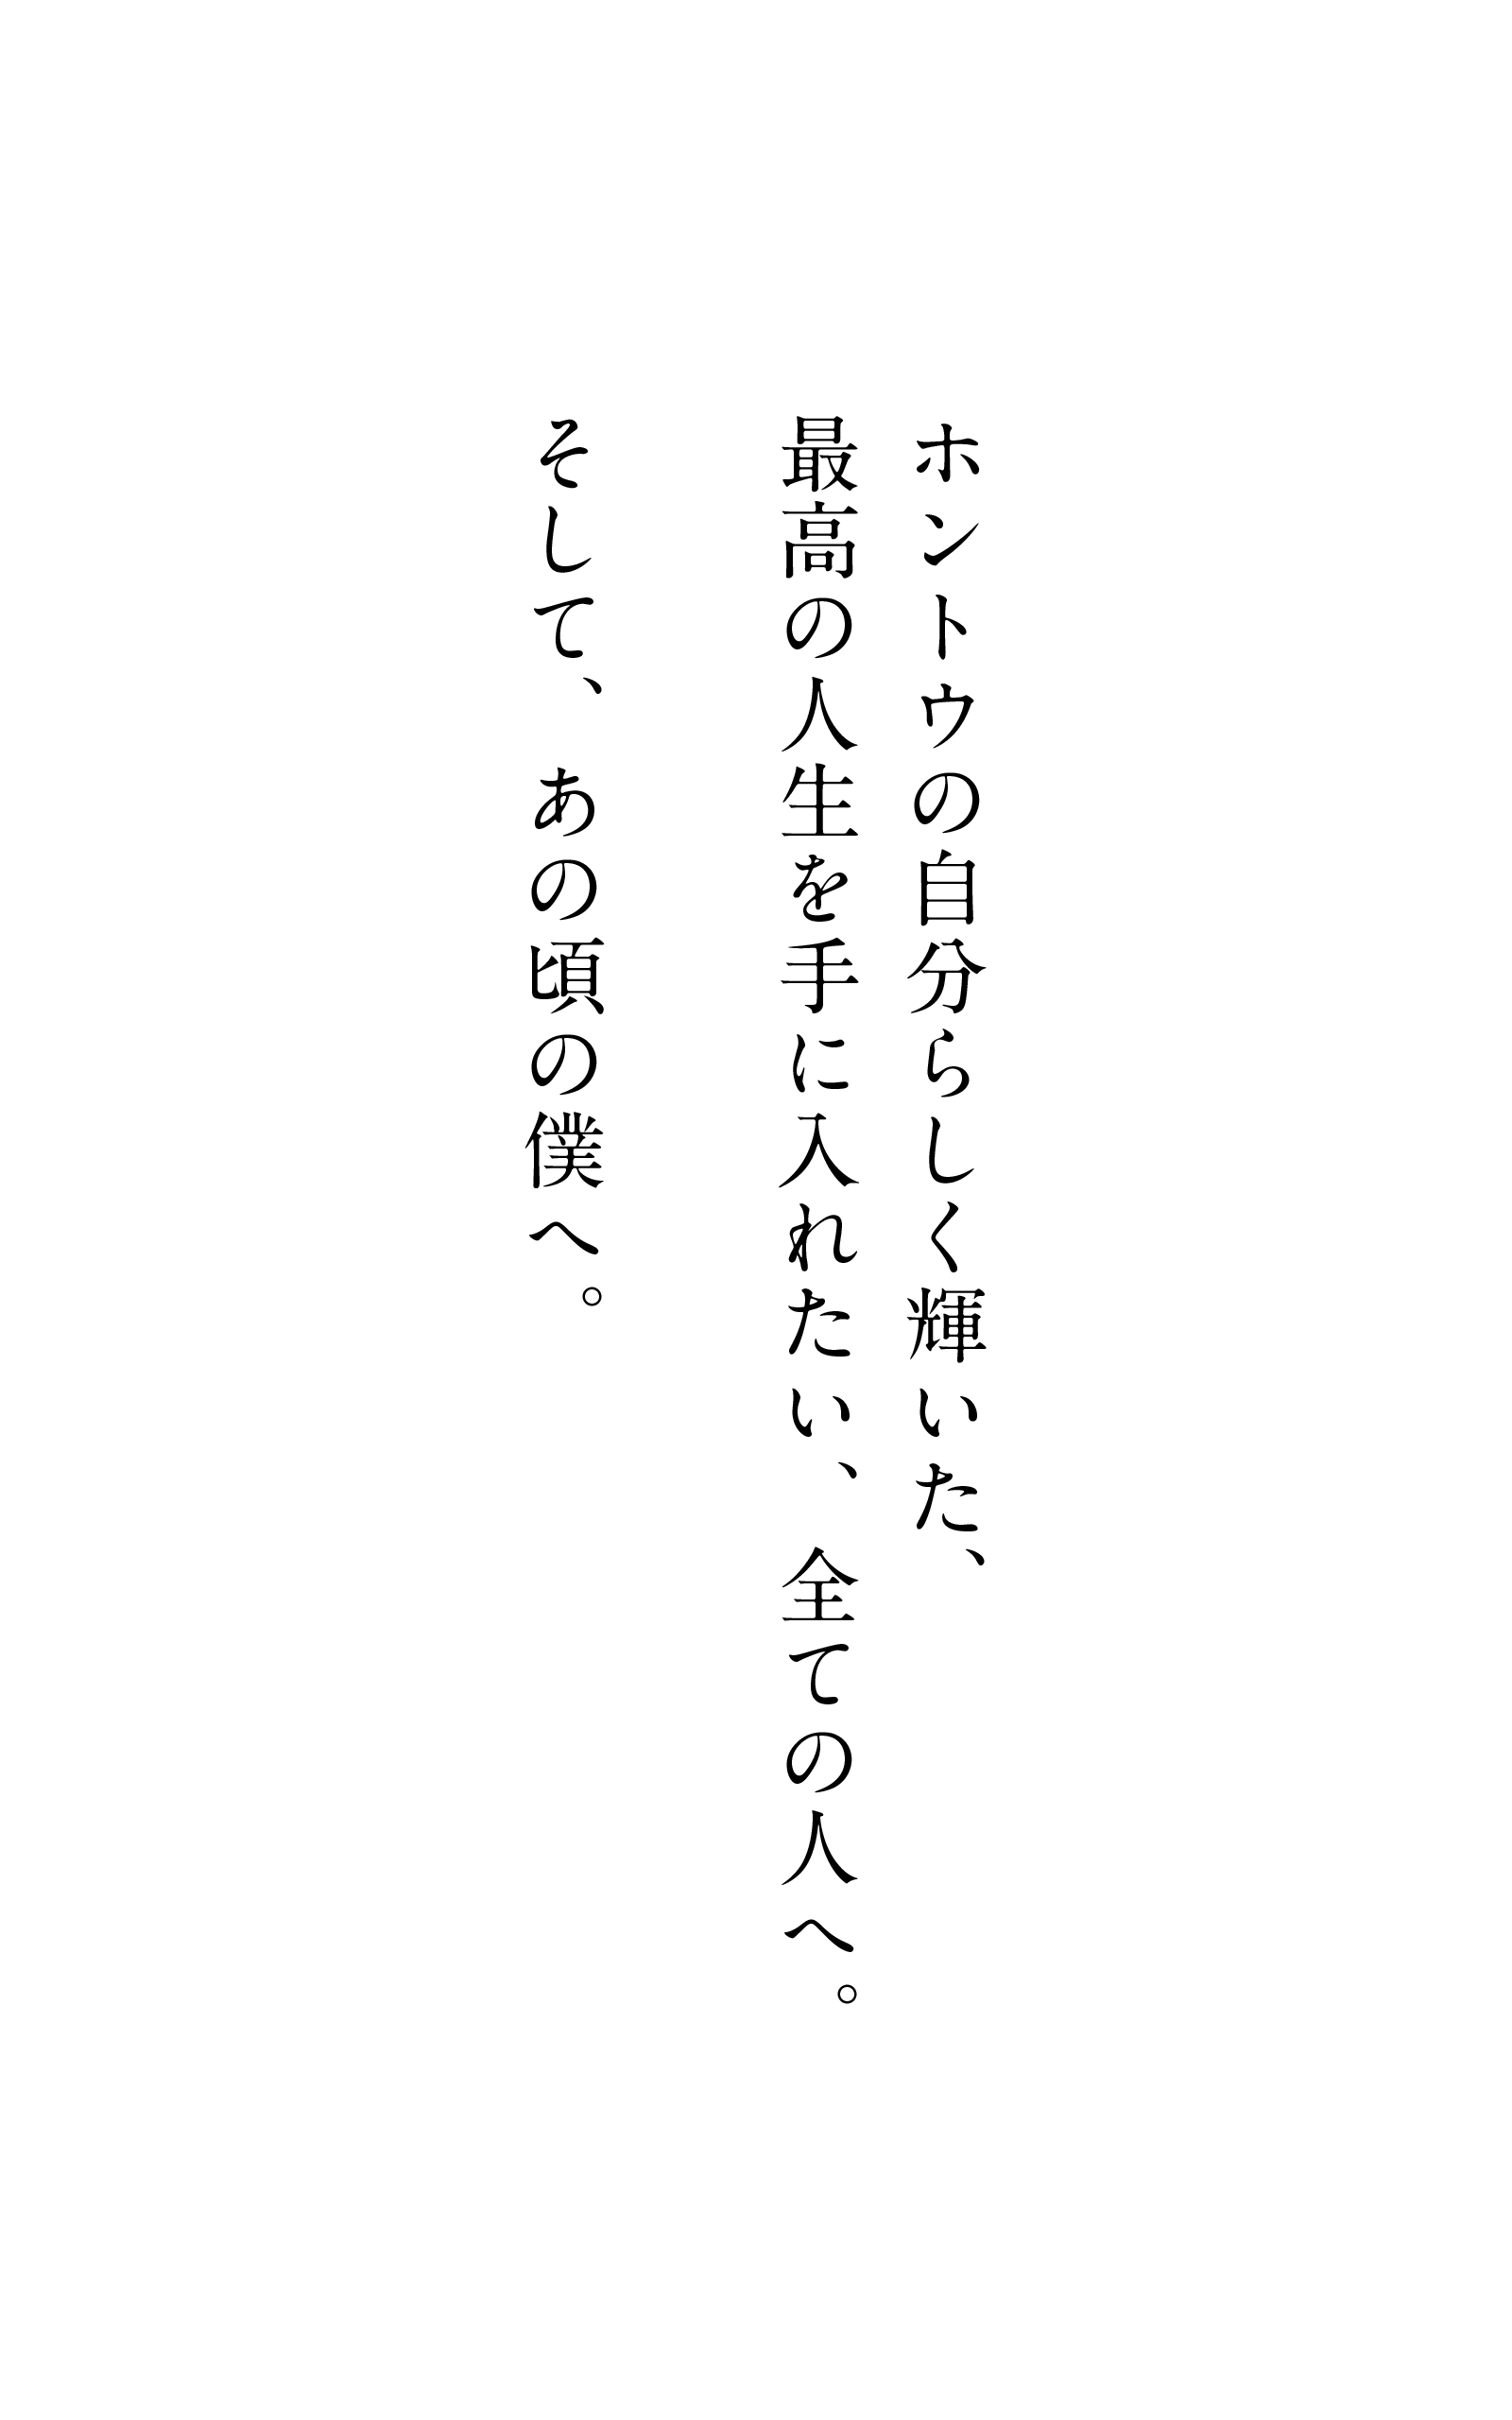 ホントウの自分らしく輝いた、
最高の人生を手に入れたい、全ての人へ。
そして、あの頃の僕へ。